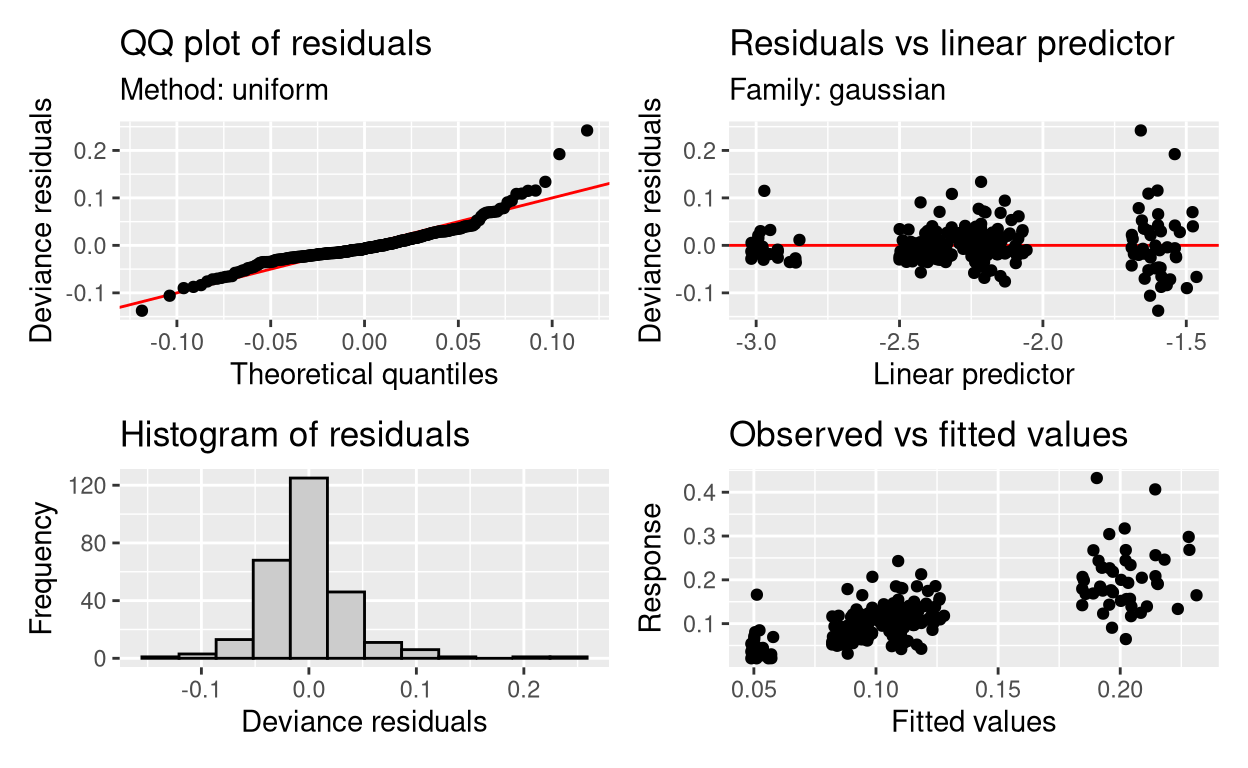 QQ plot of residuals
Method: uniform
Deviance residuals
0.2
0.1
0.0
-0.1
-0.10
-0.05
0.00
0.05
0.10
Theoretical quantiles
Residuals vs linear predictor
Family: gaussian
Deviance residuals
0.2
0.1
0.0
-0.1
-3.0
-2.5
-2.0
-1.5
Linear predictor
Histogram of residuals
Frequency
120
80
40
0
-0.1
0.0
0.1
0.2
Deviance residuals
Observed vs fitted values
Response
0.4
0.3
0.2
0.1
0.05
0.10
0.15
0.20
Fitted values